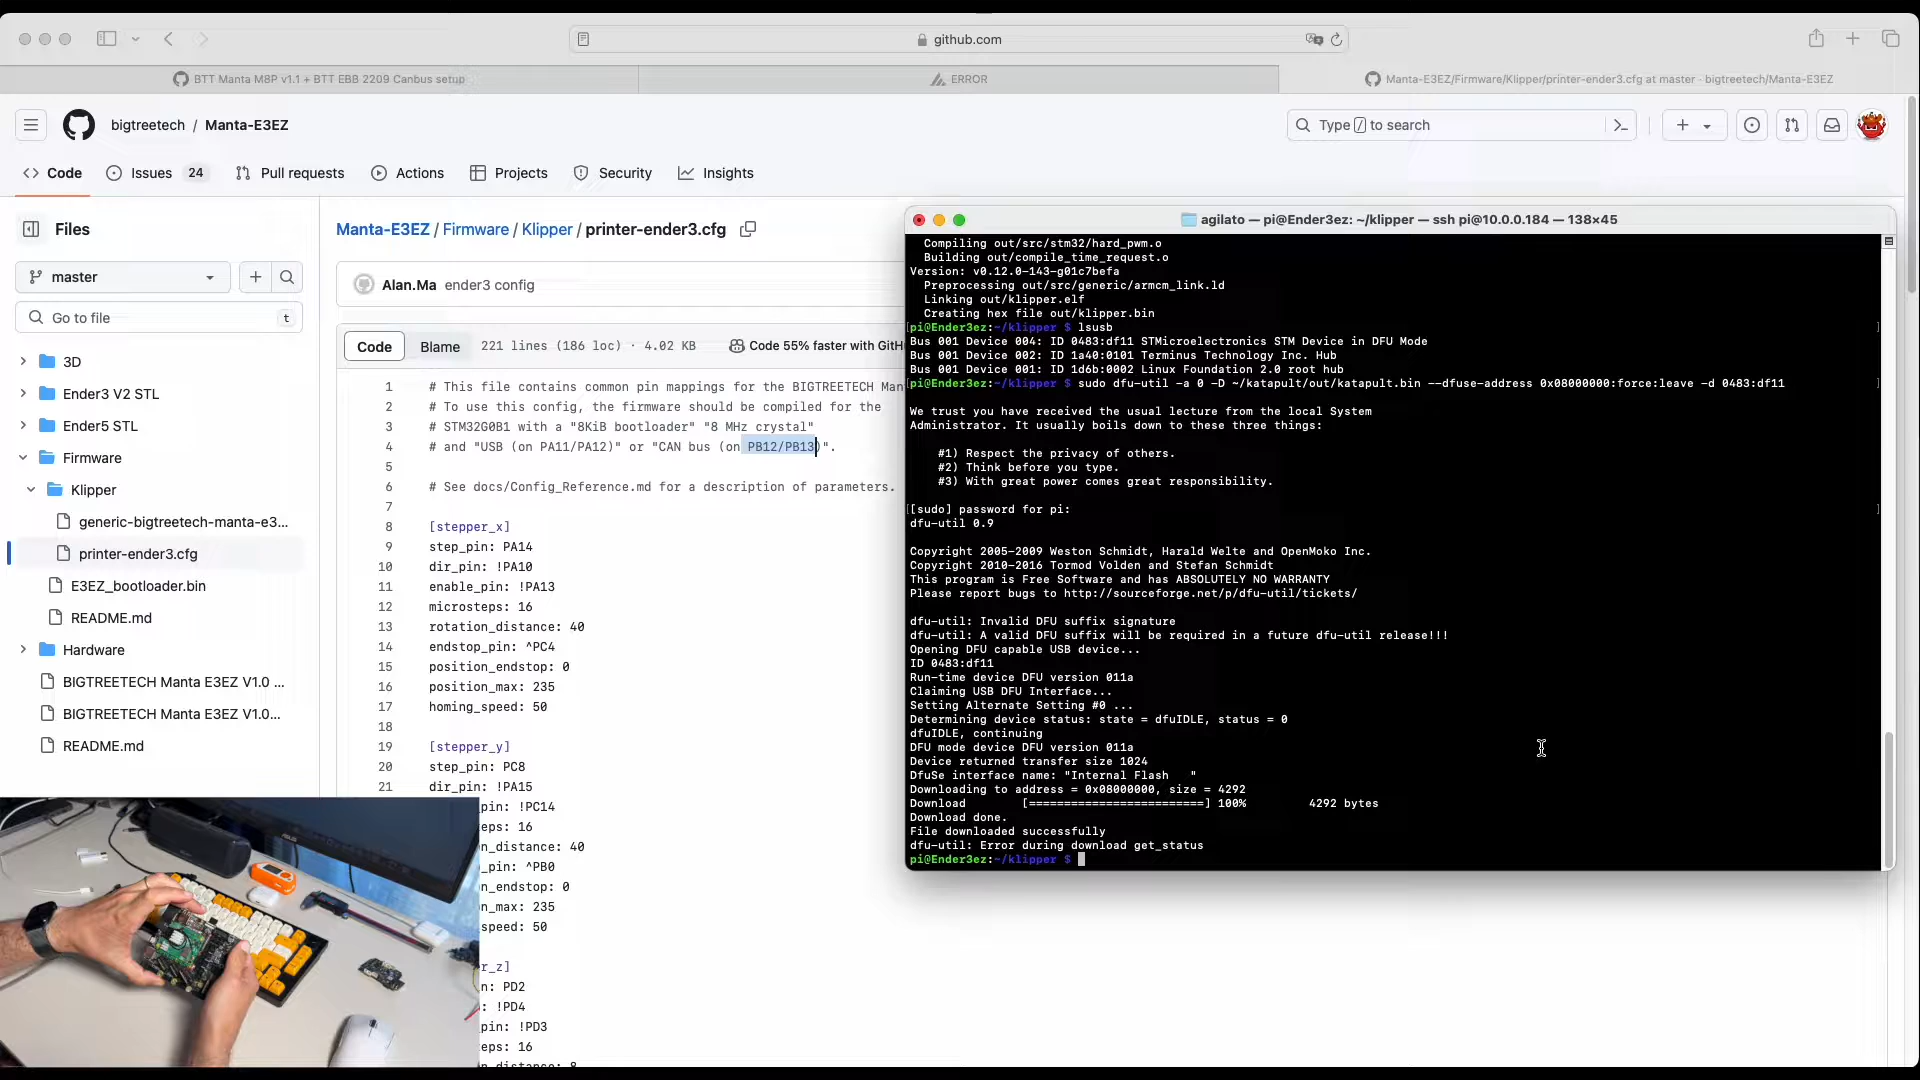 github.com
BTT Manta M8P v1.1 + BTT EBB 2209 Canbus setup
ERROR
Manta-E3EZ/Firmware/Klipper/printer-ender3.cfg at master · bigtreetech/Manta-E3EZ
bigtreetech / Manta-E3EZ
Type / to search
Code
Issues 24
Pull requests
Actions
Projects
Security
Insights
Files
master
Go to file t
3D
Ender3 V2 STL
Ender5 STL
Firmware
Klipper
generic-bigtreetech-manta-e3...
printer-ender3.cfg
E3EZ_bootloader.bin
README.md
Hardware
BIGTREETECH Manta E3EZ V1.0 ...
BIGTREETECH Manta E3EZ V1.0...
README.md
Manta-E3EZ / Firmware / Klipper / printer-ender3.cfg
Alan.Ma ender3 config
Code Blame 221 lines (186 loc) · 4.02 KB Code 55% faster with GitH
1 # This file contains common pin mappings for the BIGTREETECH Man
2 # To use this config, the firmware should be compiled for the
3 # STM32G0B1 with a "8KiB bootloader" "8 MHz crystal"
4 # and "USB (on PA11/PA12)" or "CAN bus (on PB12/PB13)".
5
6 # See docs/Config_Reference.md for a description of parameters.
7
8 [stepper_x]
9 step_pin: PA14
10 dir_pin: !PA10
11 enable_pin: !PA13
12 microsteps: 16
13 rotation_distance: 40
14 endstop_pin: ^PC4
15 position_endstop: 0
16 position_max: 235
17 homing_speed: 50
18
19 [stepper_y]
20 step_pin: PC8
21 dir_pin: !PA15
_pin: !PC14
eps: 16
n_distance: 40
_pin: ^PB0
n_endstop: 0
n_max: 235
speed: 50
r_z]
n: PD2
: !PD4
pin: !PD3
eps: 16
n_distance: 8
agilato — pi@Ender3ez: ~/klipper — ssh pi@10.0.0.184 — 138×45
Compiling out/src/stm32/hard_pwm.o
Building out/compile_time_request.o
Version: v0.12.0-143-g01c7befa
Preprocessing out/src/generic/armcm_link.ld
Linking out/klipper.elf
Creating hex file out/klipper.bin
[pi@Ender3ez:~/klipper $ lsusb ]
Bus 001 Device 004: ID 0483:df11 STMicroelectronics STM Device in DFU Mode
Bus 001 Device 002: ID 1a40:0101 Terminus Technology Inc. Hub
Bus 001 Device 001: ID 1d6b:0002 Linux Foundation 2.0 root hub
[pi@Ender3ez:~/klipper $ sudo dfu-util -a 0 -D ~/katapult/out/katapult.bin --dfuse-address 0x08000000:force:leave -d 0483:df11 ]
We trust you have received the usual lecture from the local System
Administrator. It usually boils down to these three things:
#1) Respect the privacy of others.
#2) Think before you type.
#3) With great power comes great responsibility.
[[sudo] password for pi: ]
dfu-util 0.9
Copyright 2005-2009 Weston Schmidt, Harald Welte and OpenMoko Inc.
Copyright 2010-2016 Tormod Volden and Stefan Schmidt
This program is Free Software and has ABSOLUTELY NO WARRANTY
Please report bugs to http://sourceforge.net/p/dfu-util/tickets/
dfu-util: Invalid DFU suffix signature
dfu-util: A valid DFU suffix will be required in a future dfu-util release!!!
Opening DFU capable USB device...
ID 0483:df11
Run-time device DFU version 011a
Claiming USB DFU Interface...
Setting Alternate Setting #0 ...
Determining device status: state = dfuIDLE, status = 0
dfuIDLE, continuing
DFU mode device DFU version 011a
Device returned transfer size 1024
DfuSe interface name: "Internal Flash   "
Downloading to address = 0x08000000, size = 4292
Download [=========================] 100% 4292 bytes
Download done.
File downloaded successfully
dfu-util: Error during download get_status
pi@Ender3ez:~/klipper $